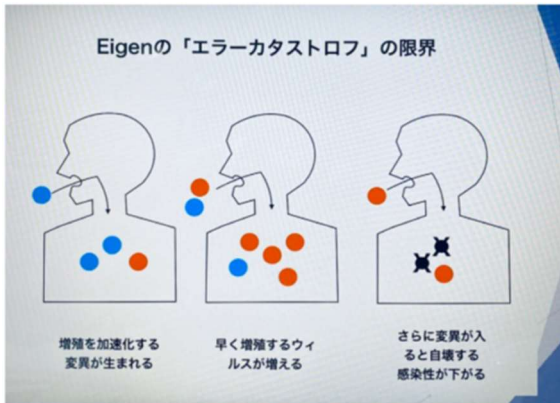 Eigenの「エラーカタストロフ」の限界
増殖を加速化する
変異が生まれる
早く増殖するウィ
ルスが増える
さらに変異が入
ると自壊する
感染性が下がる